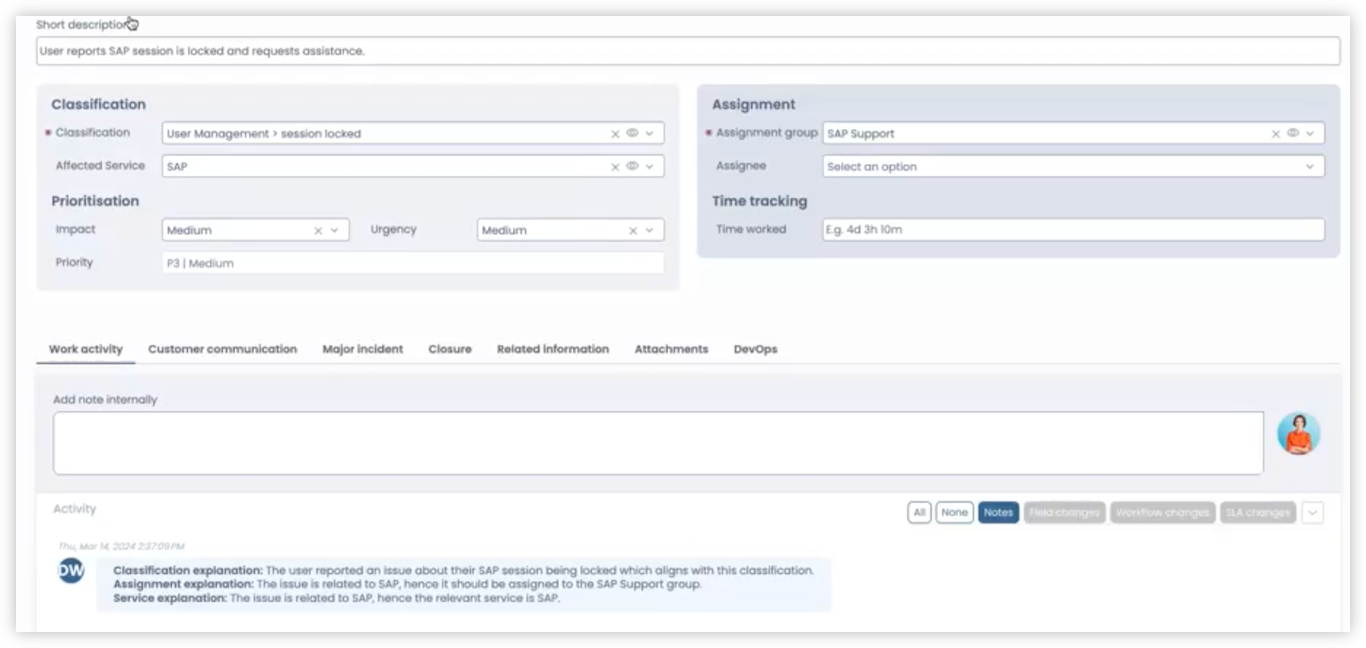 Short description
User reports SAP session is locked and requests assistance.
Classification
Classification User Management > session locked
Affected Service SAP
Prioritisation
Impact Medium Urgency Medium
Priority P3 | Medium
Assignment
Assignment group SAP Support
Assignee Select an option
Time tracking
Time worked E.g. 4d 3h 10m
Work activity Customer communication Major incident Closure Related information Attachments DevOps
Add note internally
Activity All None Notes Field changes Workflow changes SLA changes
Thu, Mar 14, 2024 2:37:09 PM
DW
Classification explanation: The user reported an issue about their SAP session being locked which aligns with this classification.
Assignment explanation: The issue is related to SAP, hence it should be assigned to the SAP Support group.
Service explanation: The issue is related to SAP, hence the relevant service is SAP.